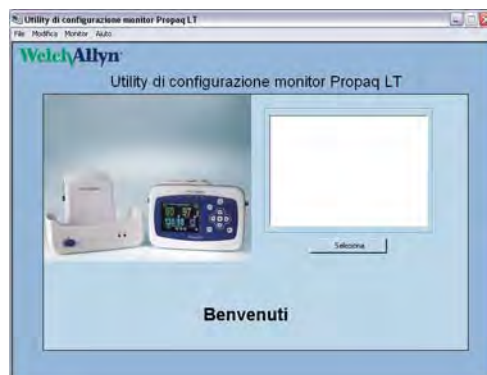 Utility di configurazione monitor Propaq LT
File Modifica Monitor Aiuto
WelchAllyn
Utility di configurazione monitor Propaq LT
Seleziona
Benvenuti